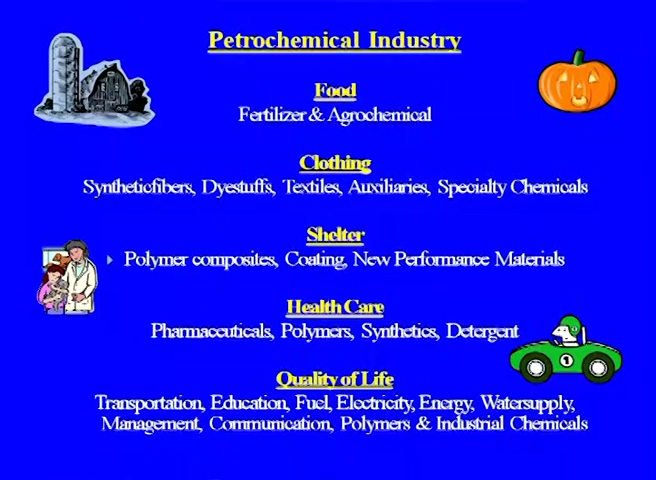 Petrochemical Industry
Food
Fertilizer & Agrochemical
Clothing
Syntheticfibers, Dyestuffs, Textiles, Auxiliaries, Specialty Chemicals
Shelter
Polymer composites, Coating, New Performance Materials
Health Care
Pharmaceuticals, Polymers, Synthetics, Detergent
1
Quality of Life
Transportation, Education, Fuel, Electricity, Energy, Watersupply,
Management, Communication, Polymers & Industrial Chemicals